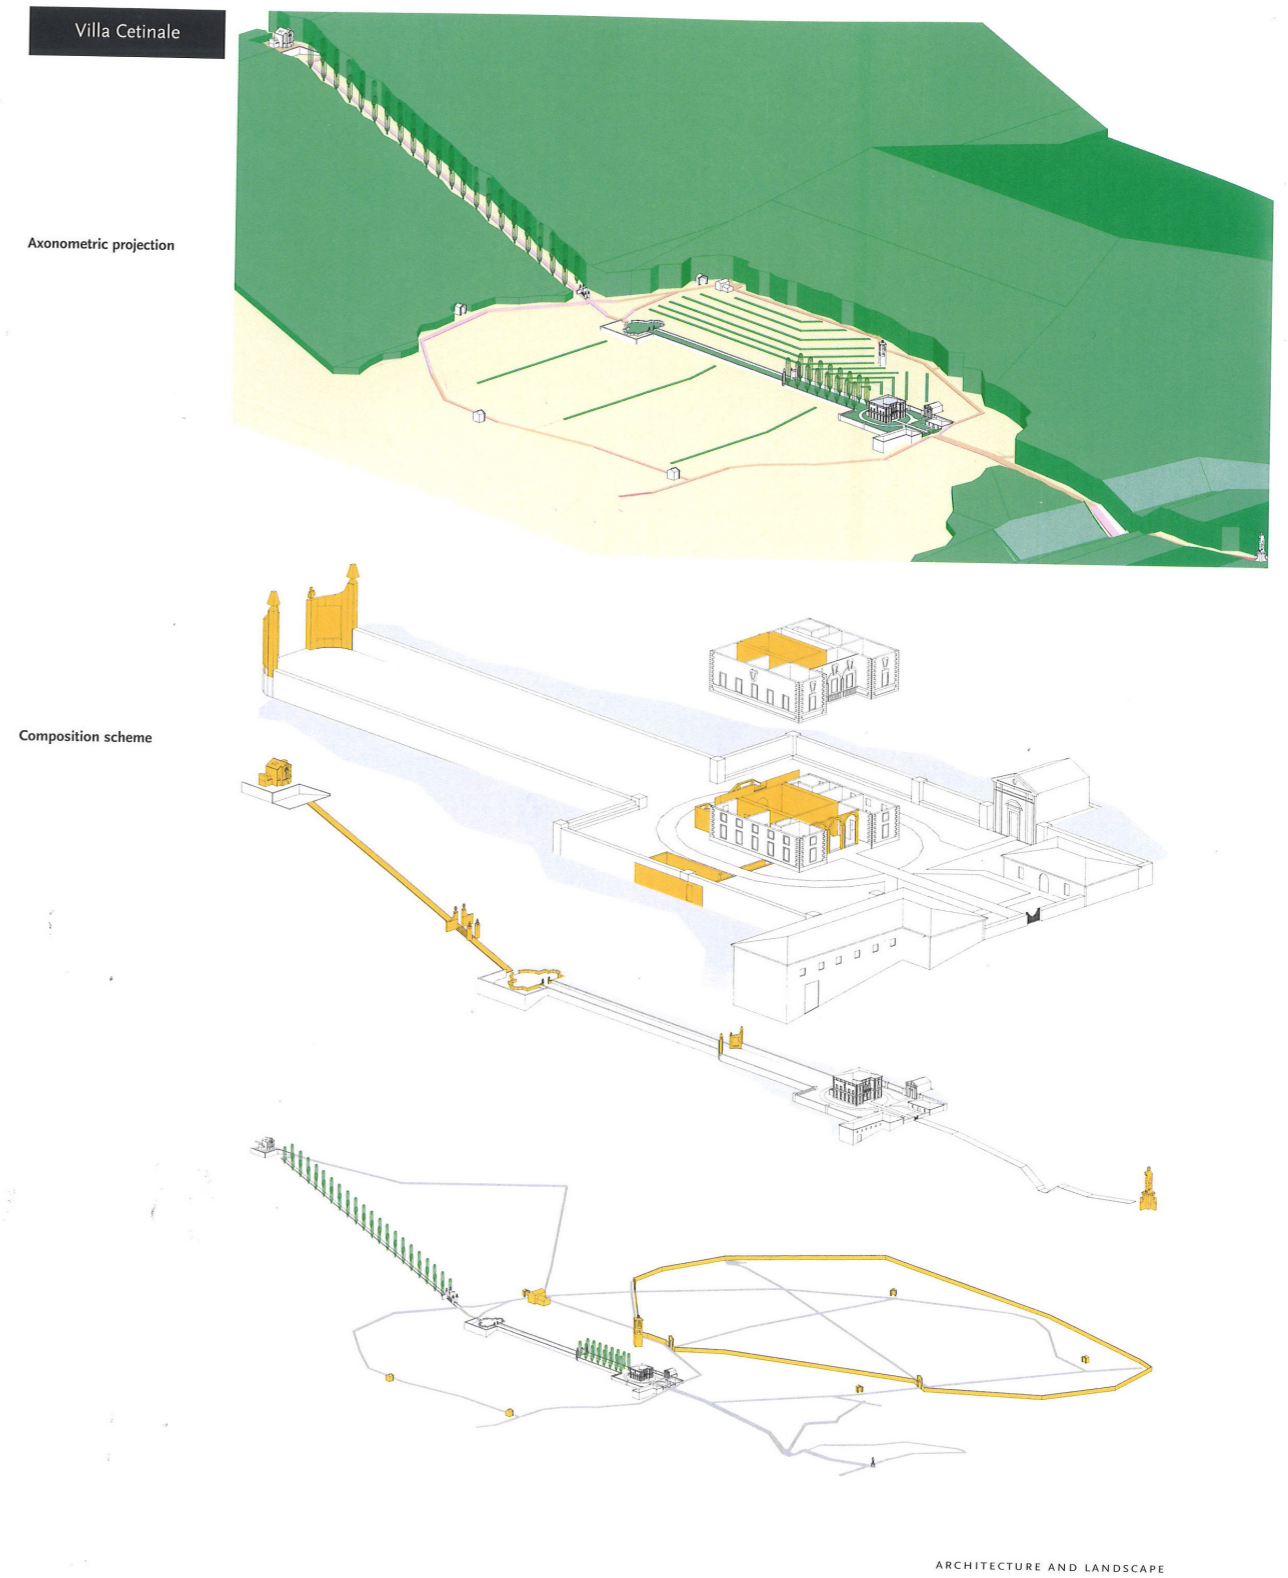 Villa Cetinale
Axonometric projection
Composition scheme
ARCHITECTURE AND LANDSCAPE